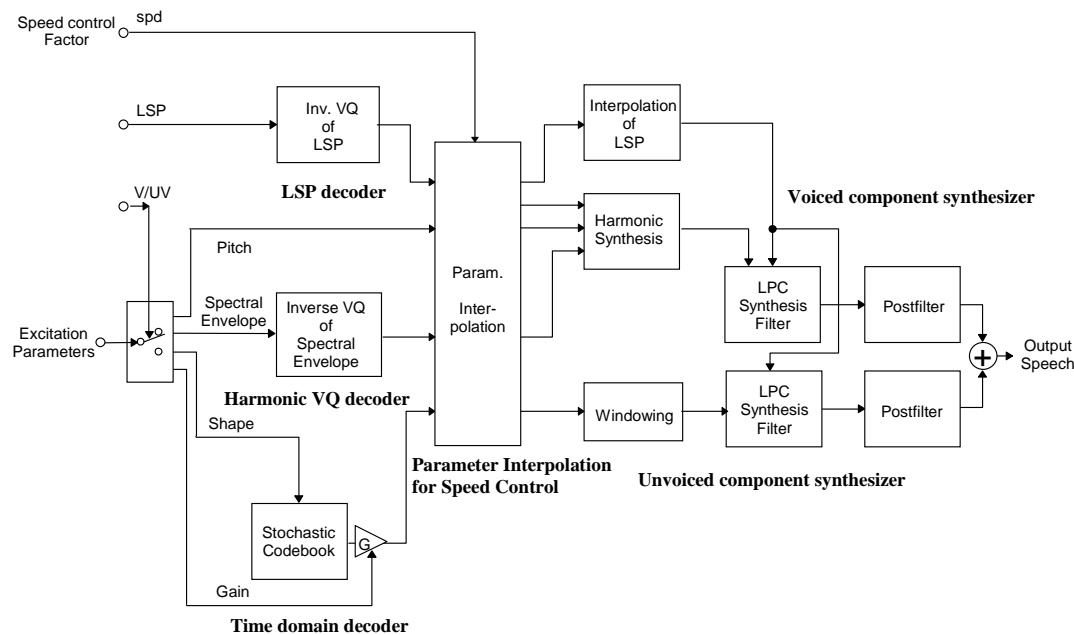 Speed control
Factor
spd
LSP
Inv. VQ
of
LSP
LSP decoder
Interpolation
of
LSP
V/UV
Voiced component synthesizer
Pitch
Harmonic
Synthesis
Param.
Inter-
polation
Spectral
Envelope
Inverse VQ
of
Spectral
Envelope
Excitation
Parameters
LPC
Synthesis
Filter
Postfilter
+
Output
Speech
Harmonic VQ decoder
Shape
Windowing
LPC
Synthesis
Filter
Postfilter
Parameter Interpolation
for Speed Control
Unvoiced component synthesizer
Stochastic
Codebook
G
Gain
Time domain decoder